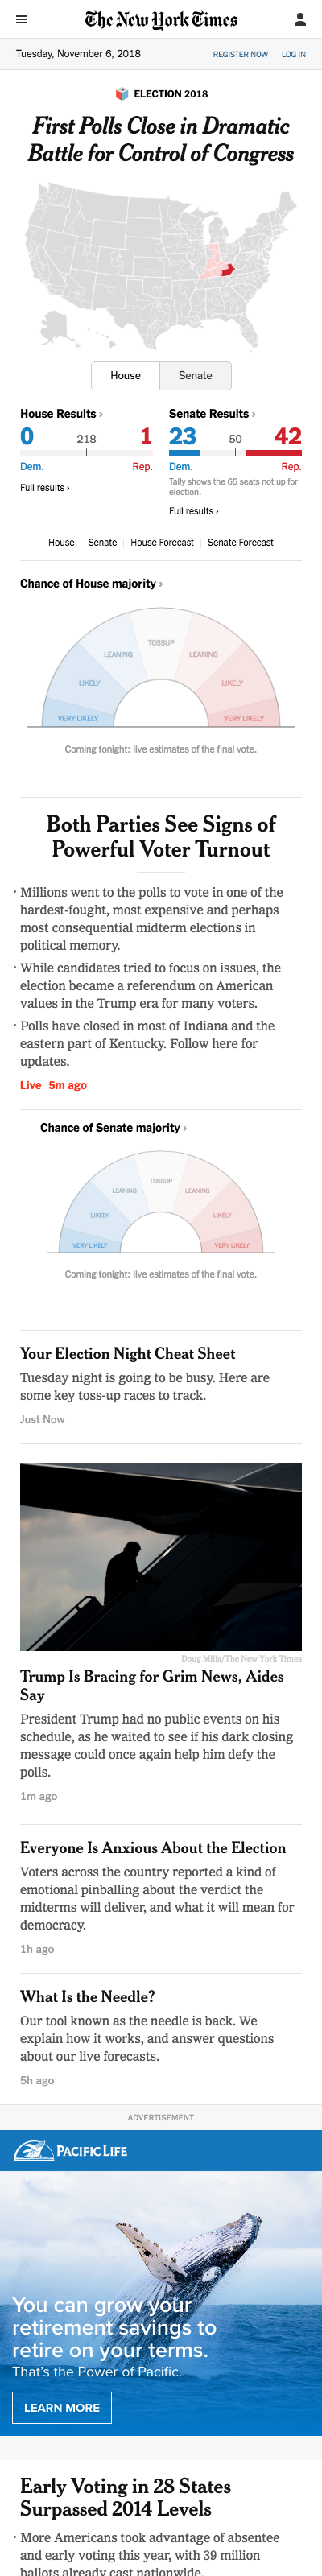 The New York Times
Tuesday, November 6, 2018
REGISTER NOW | LOG IN
ELECTION 2018
First Polls Close in Dramatic
Battle for Control of Congress
House
Senate
House Results ›
0
218
1
Dem.
Rep.
Full results ›
Senate Results ›
23
50
42
Dem.
Rep.
Tally shows the 65 seats not up for
election.
Full results ›
House | Senate | House Forecast | Senate Forecast
Chance of House majority ›
TOSSUP
LEANING
LEANING
LIKELY
LIKELY
VERY LIKELY
VERY LIKELY
Coming tonight: live estimates of the final vote.
Both Parties See Signs of
Powerful Voter Turnout
• Millions went to the polls to vote in one of the
hardest-fought, most expensive and perhaps
most consequential midterm elections in
political memory.
• While candidates tried to focus on issues, the
election became a referendum on American
values in the Trump era for many voters.
• Polls have closed in most of Indiana and the
eastern part of Kentucky. Follow here for
updates.
Live 5m ago
Chance of Senate majority ›
TOSSUP
LEANING
LEANING
LIKELY
LIKELY
VERY LIKELY
VERY LIKELY
Coming tonight: live estimates of the final vote.
Your Election Night Cheat Sheet
Tuesday night is going to be busy. Here are
some key toss-up races to track.
Just Now
Doug Mills/The New York Times
Trump Is Bracing for Grim News, Aides
Say
President Trump had no public events on his
schedule, as he waited to see if his dark closing
message could once again help him defy the
polls.
1m ago
Everyone Is Anxious About the Election
Voters across the country reported a kind of
emotional pinballing about the verdict the
midterms will deliver, and what it will mean for
democracy.
1h ago
What Is the Needle?
Our tool known as the needle is back. We
explain how it works, and answer questions
about our live forecasts.
5h ago
ADVERTISEMENT
PACIFIC LIFE
You can grow your
retirement savings to
retire on your terms.
That's the Power of Pacific.
LEARN MORE
Early Voting in 28 States
Surpassed 2014 Levels
• More Americans took advantage of absentee
and early voting this year, with 39 million
ballots already cast nationwide.